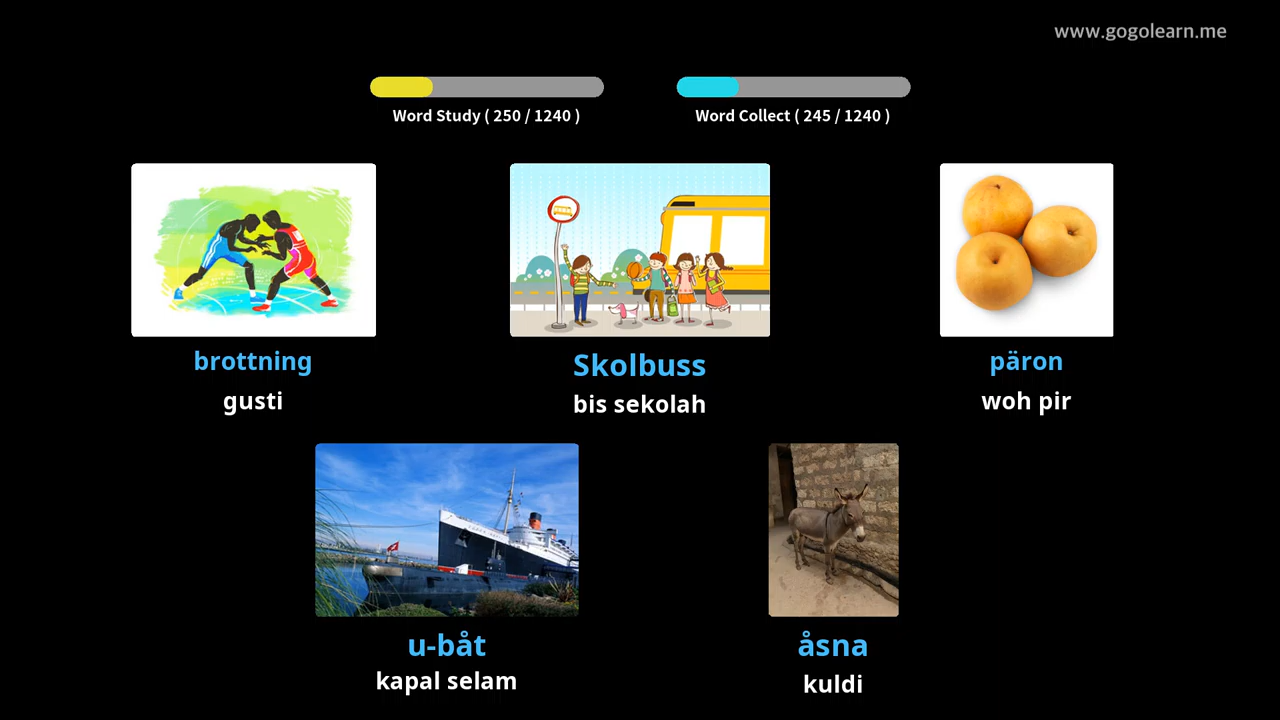 www.gogolearn.me
Word Study ( 250 / 1240 )
Word Collect ( 245 / 1240 )
brottning
gusti
Skolbuss
bis sekolah
päron
woh pir
u-båt
kapal selam
åsna
kuldi